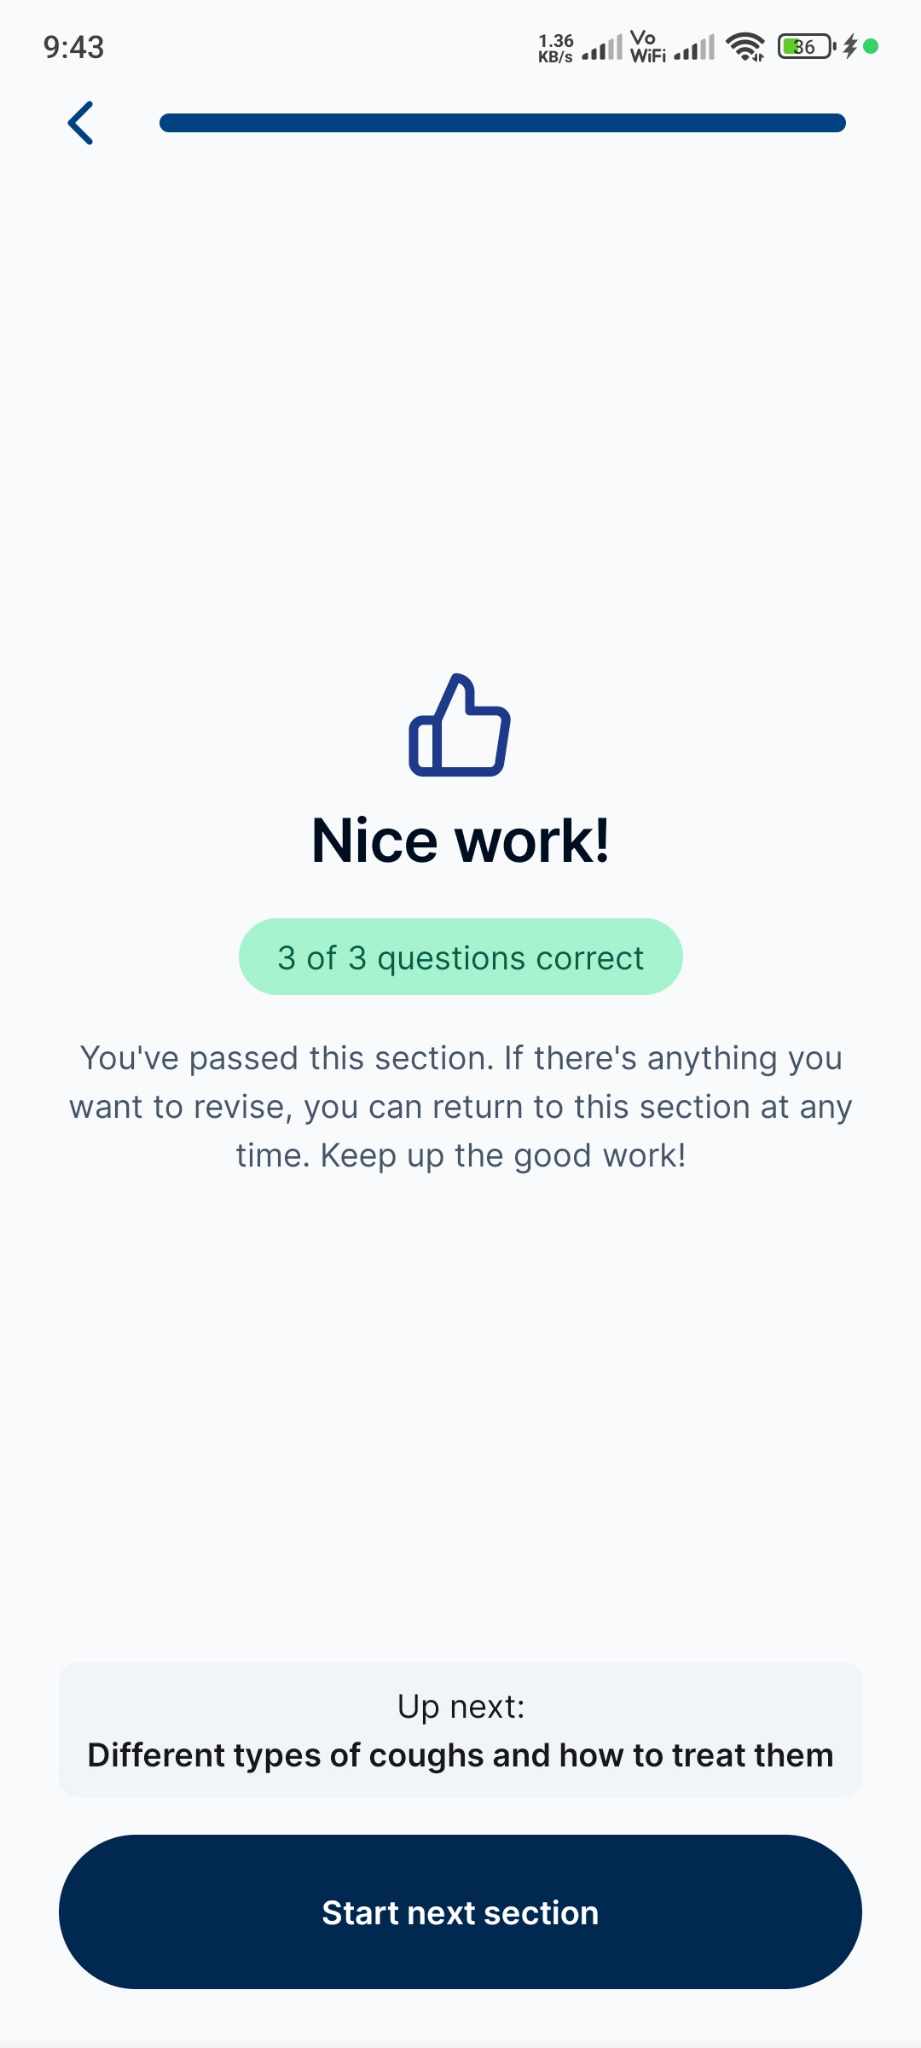 9:43
1.36
KB/s
Vo
WiFi
36
Nice work!
3 of 3 questions correct
You've passed this section. If there's anything you
want to revise, you can return to this section at any
time. Keep up the good work!
Up next:
Different types of coughs and how to treat them
Start next section